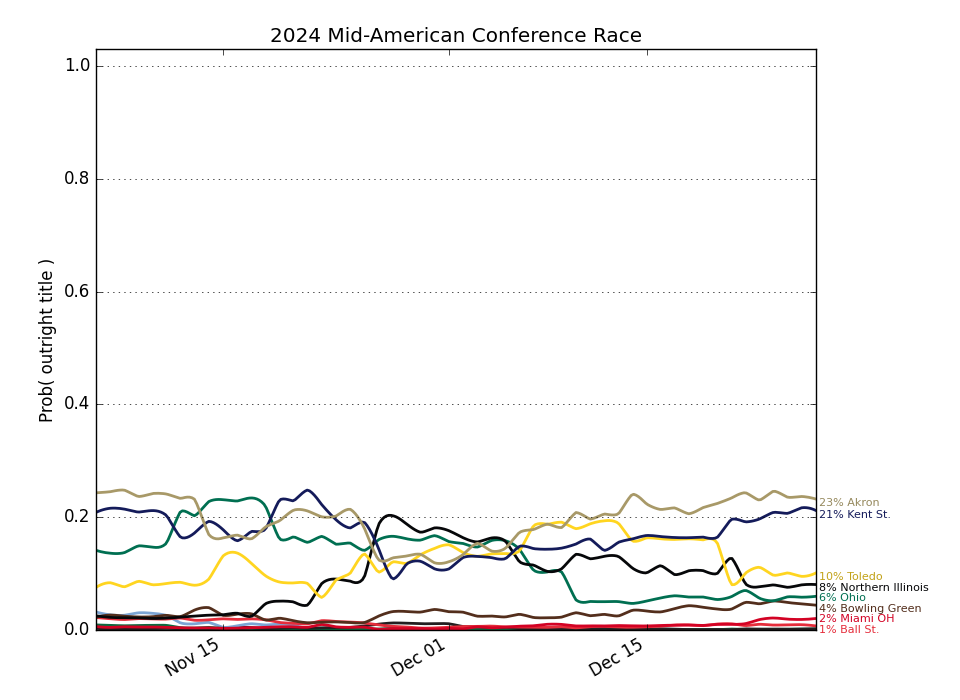 2024 Mid-American Conference Race
1.0
0.8
0.6
0.4
0.2
0.0
Prob( outright title )
Nov 15
Dec 01
Dec 15
23% Akron
21% Kent St.
10% Toledo
8% Northern Illinois
6% Ohio
4% Bowling Green
2% Miami OH
1% Ball St.